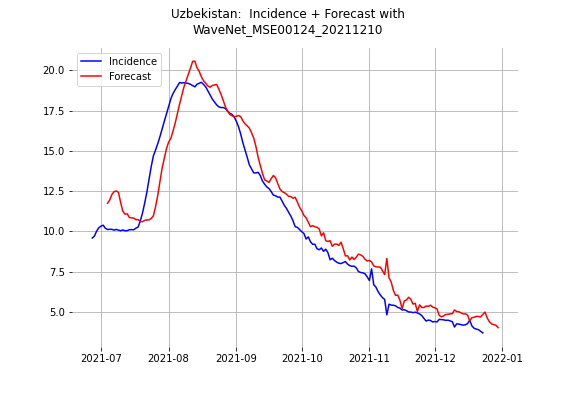 Uzbekistan:  Incidence + Forecast with
WaveNet_MSE00124_20211210
Incidence
Forecast
20.0
17.5
15.0
12.5
10.0
7.5
5.0
2021-07 2021-08 2021-09 2021-10 2021-11 2021-12 2022-01